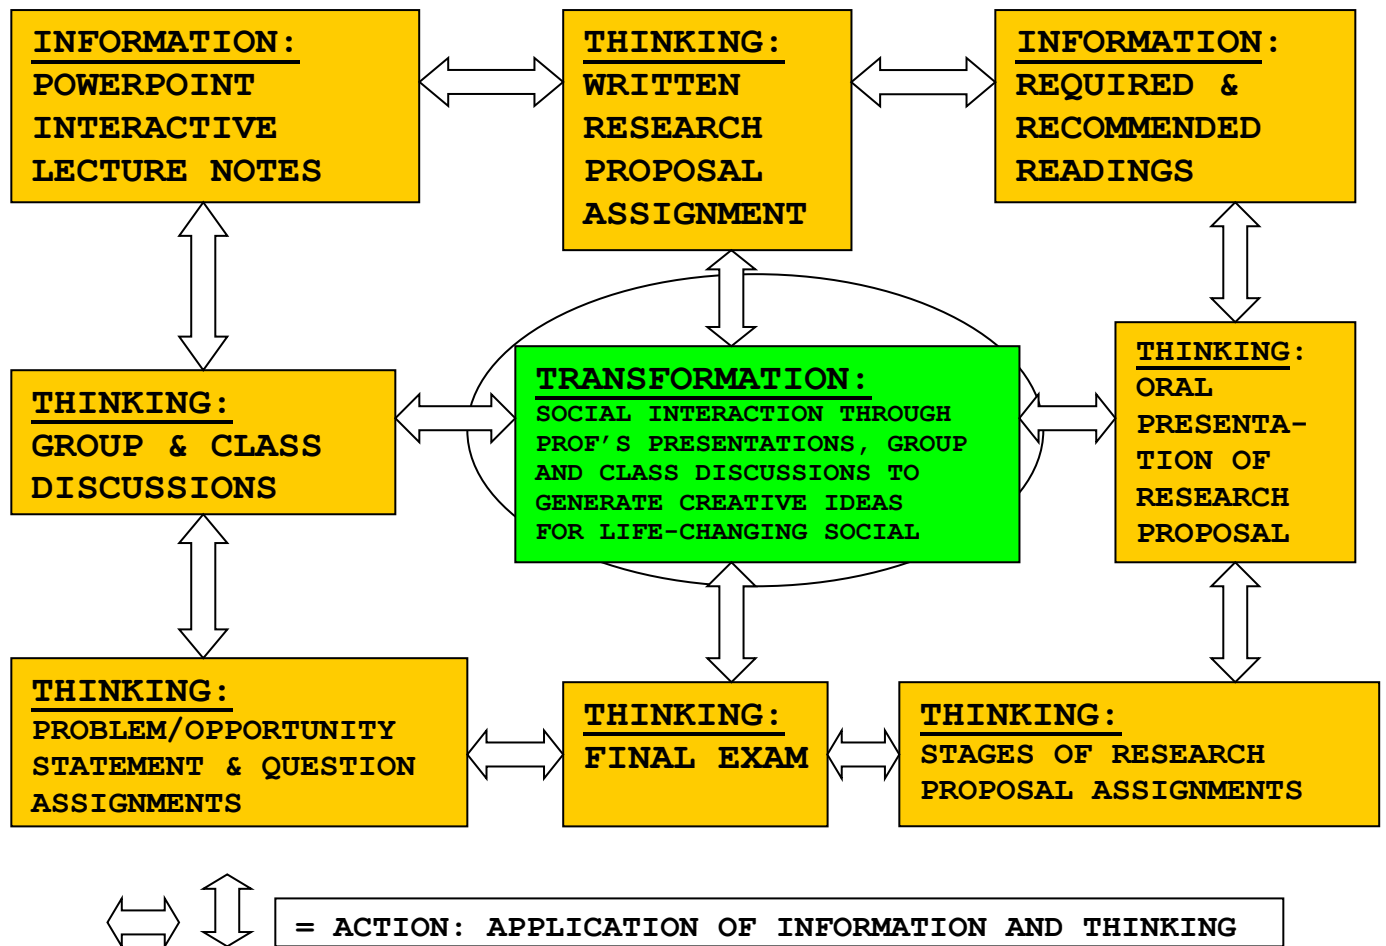 INFORMATION:
POWERPOINT
INTERACTIVE
LECTURE NOTES
THINKING:
WRITTEN
RESEARCH
PROPOSAL
ASSIGNMENT
INFORMATION:
REQUIRED &
RECOMMENDED
READINGS
THINKING:
GROUP & CLASS
DISCUSSIONS
TRANSFORMATION:
SOCIAL INTERACTION THROUGH
PROF’S PRESENTATIONS, GROUP
AND CLASS DISCUSSIONS TO
GENERATE CREATIVE IDEAS
FOR LIFE-CHANGING SOCIAL
THINKING:
ORAL
PRESENTA-
TION OF
RESEARCH
PROPOSAL
THINKING:
PROBLEM/OPPORTUNITY
STATEMENT & QUESTION
ASSIGNMENTS
THINKING:
FINAL EXAM
THINKING:
STAGES OF RESEARCH
PROPOSAL ASSIGNMENTS
= ACTION: APPLICATION OF INFORMATION AND THINKING